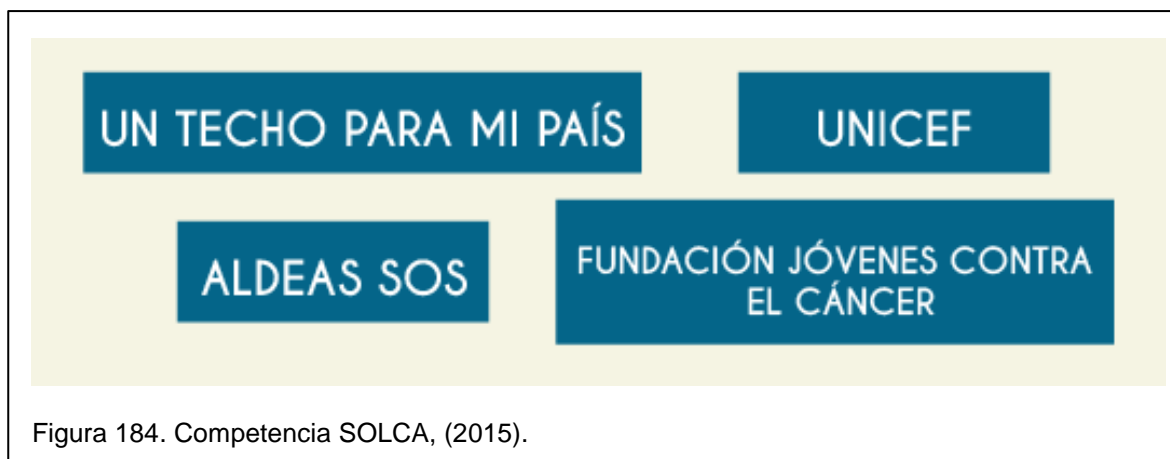 UN TECHO PARA MI PAÍS
UNICEF
ALDEAS SOS
FUNDACIÓN JÓVENES CONTRA
EL CÁNCER
Figura 184. Competencia SOLCA, (2015).